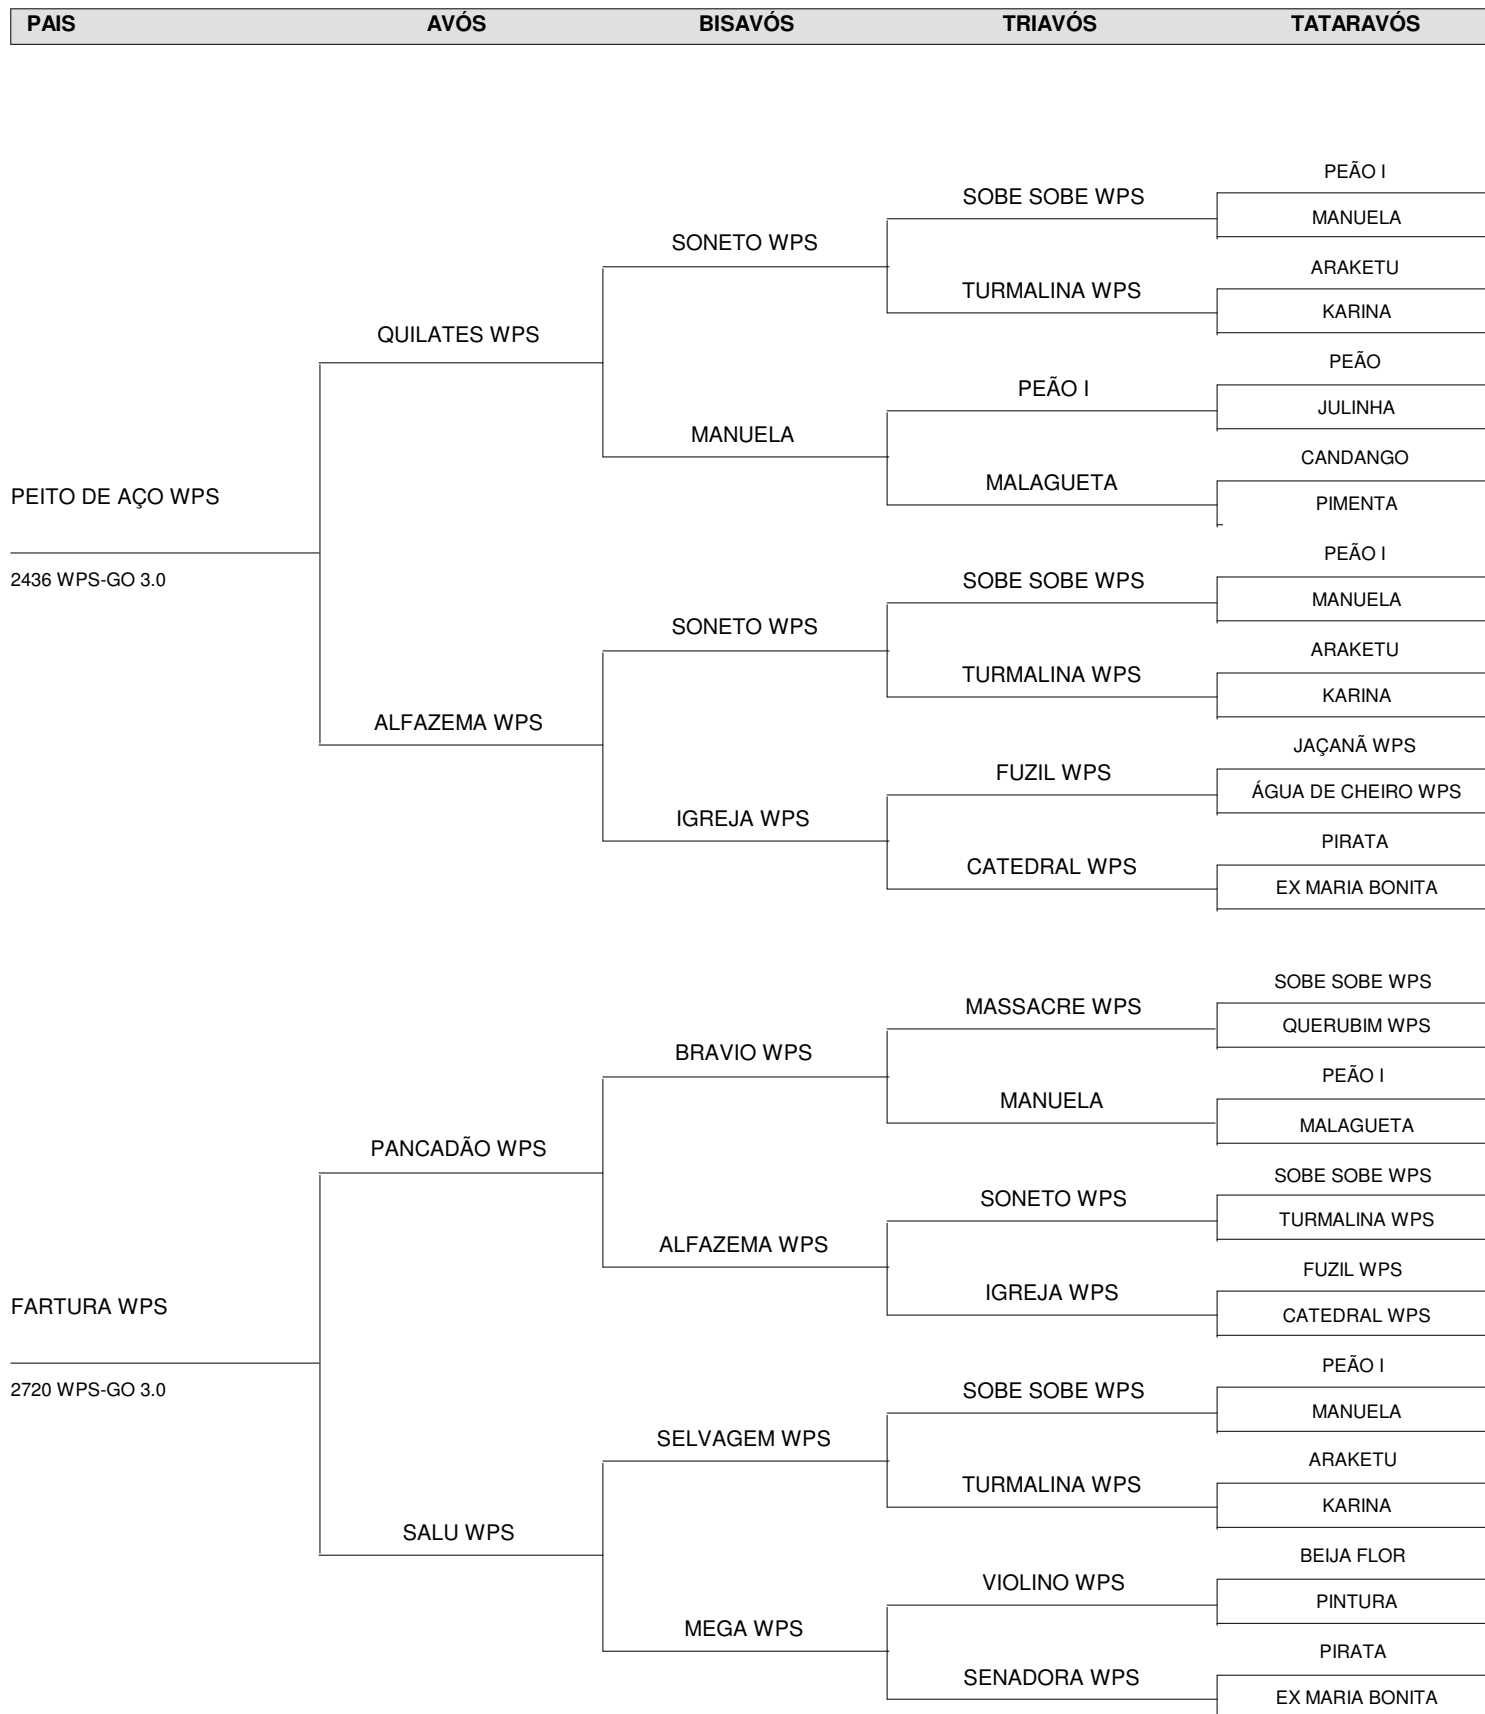 PAIS AVÓS BISAVÓS TRIAVÓS TATARAVÓS
PEÃO I
SOBE SOBE WPS
MANUELA
SONETO WPS
ARAKETU
TURMALINA WPS
KARINA
QUILATES WPS
PEÃO
PEÃO I
JULINHA
MANUELA
CANDANGO
MALAGUETA
PEITO DE AÇO WPS
PIMENTA
PEÃO I
2436 WPS-GO 3.0
SOBE SOBE WPS
MANUELA
SONETO WPS
ARAKETU
TURMALINA WPS
KARINA
ALFAZEMA WPS
JAÇANÃ WPS
FUZIL WPS
ÁGUA DE CHEIRO WPS
IGREJA WPS
PIRATA
CATEDRAL WPS
EX MARIA BONITA
SOBE SOBE WPS
MASSACRE WPS
QUERUBIM WPS
BRAVIO WPS
PEÃO I
MANUELA
MALAGUETA
PANCADÃO WPS
SOBE SOBE WPS
SONETO WPS
TURMALINA WPS
ALFAZEMA WPS
FUZIL WPS
IGREJA WPS
FARTURA WPS
CATEDRAL WPS
PEÃO I
2720 WPS-GO 3.0
SOBE SOBE WPS
MANUELA
SELVAGEM WPS
ARAKETU
TURMALINA WPS
KARINA
SALU WPS
BEIJA FLOR
VIOLINO WPS
PINTURA
MEGA WPS
PIRATA
SENADORA WPS
EX MARIA BONITA